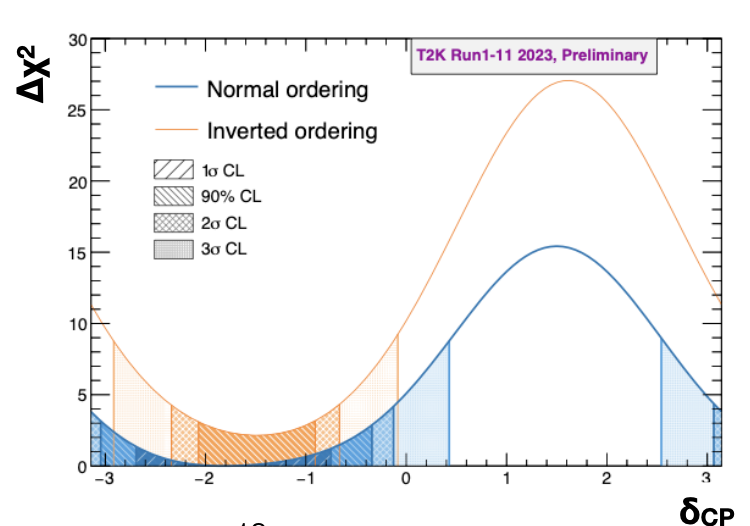 T2K Run1-11 2023, Preliminary
Δχ²
30
25
20
15
10
5
0
Normal ordering
Inverted ordering
1σ CL
90% CL
2σ CL
3σ CL
−3
−2
−1
0
1
2
3
δCP